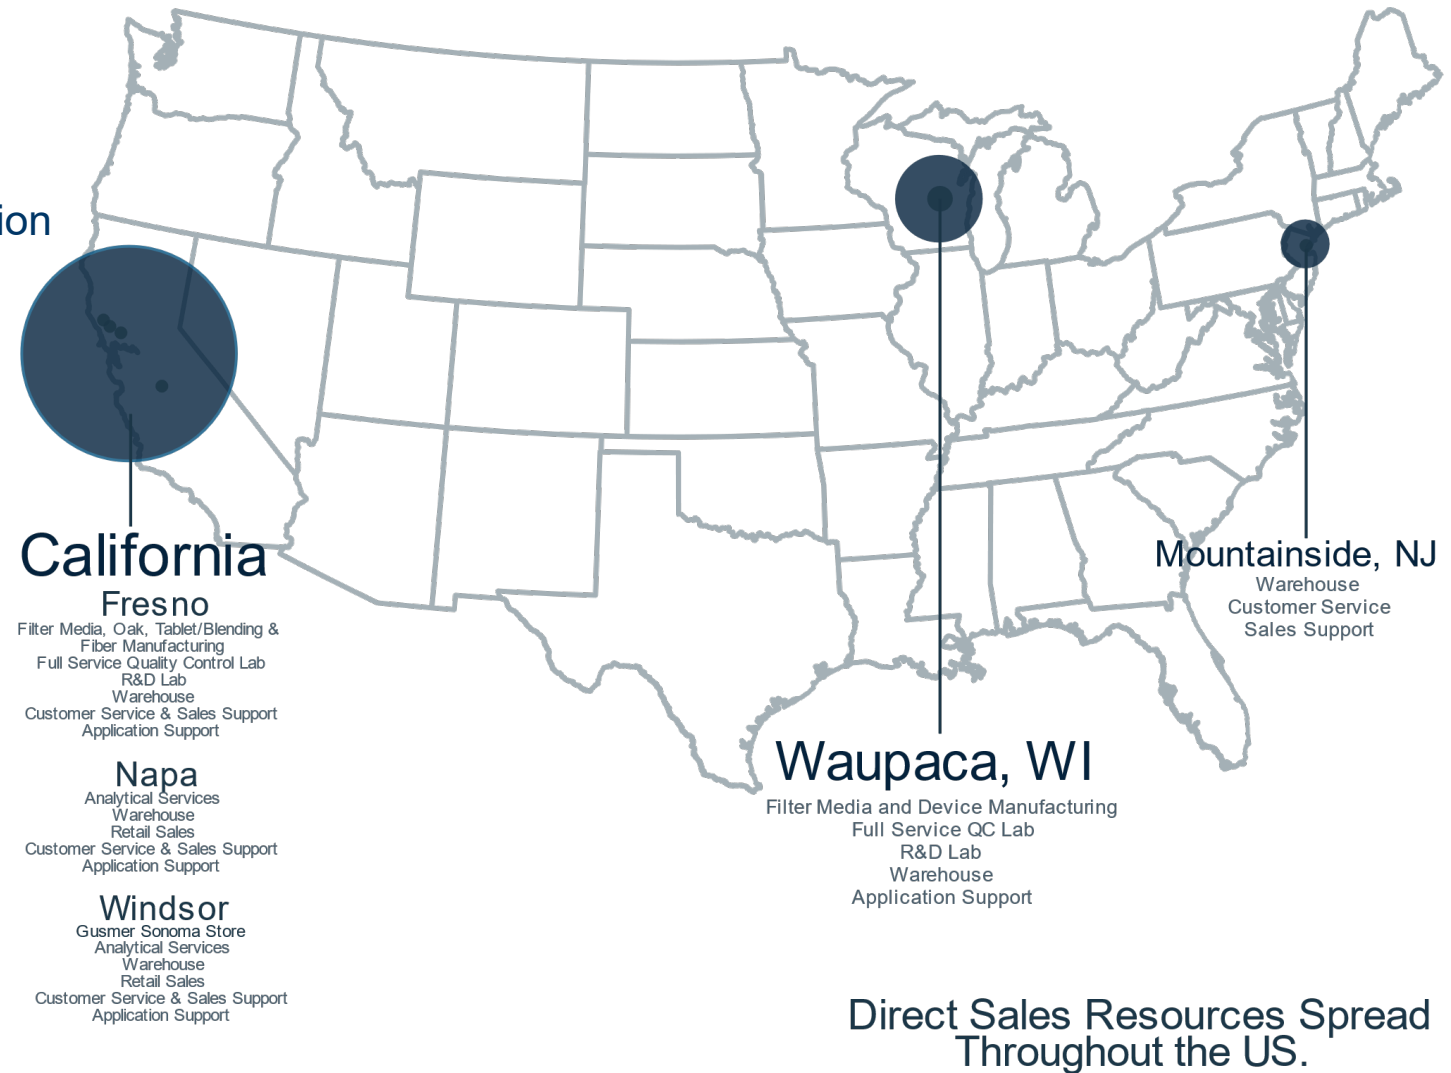 ion
California
Fresno
Filter Media, Oak, Tablet/Blending &
Fiber Manufacturing
Full Service Quality Control Lab
R&D Lab
Warehouse
Customer Service & Sales Support
Application Support
Napa
Analytical Services
Warehouse
Retail Sales
Customer Service & Sales Support
Application Support
Windsor
Gusmer Sonoma Store
Analytical Services
Warehouse
Retail Sales
Customer Service & Sales Support
Application Support
Waupaca, WI
Filter Media and Device Manufacturing
Full Service QC Lab
R&D Lab
Warehouse
Application Support
Mountainside, NJ
Warehouse
Customer Service
Sales Support
Direct Sales Resources Spread
Throughout the US.